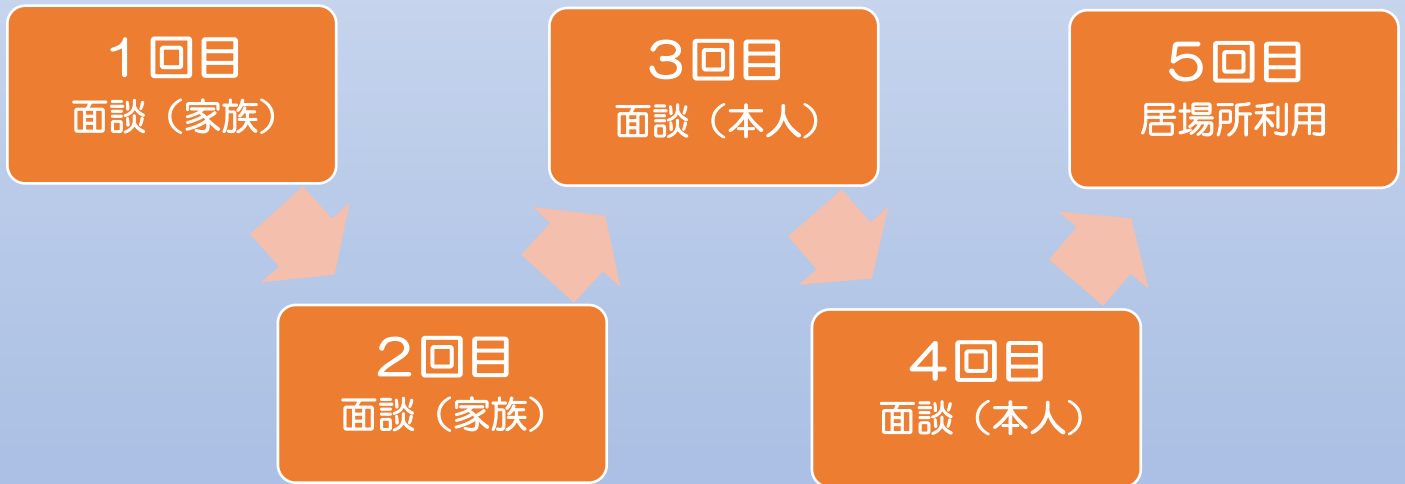 1回目
面談（家族）
2回目
面談（家族）
3回目
面談（本人）
4回目
面談（本人）
5回目
居場所利用